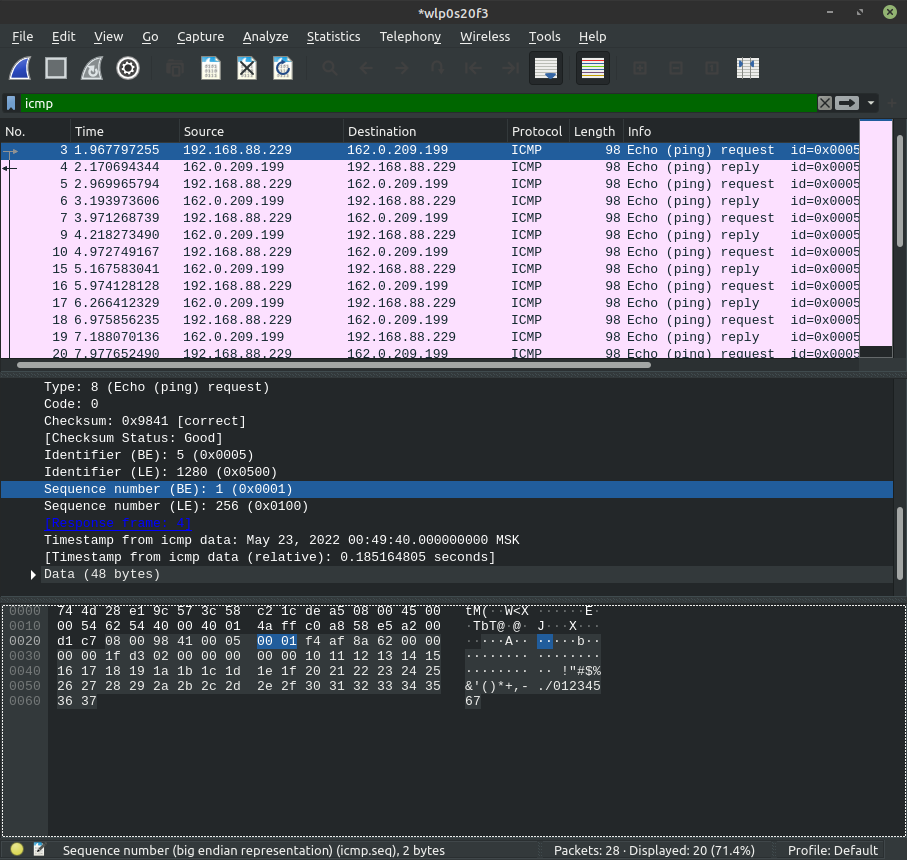 *wlp0s20f3
File Edit View Go Capture Analyze Statistics Telephony Wireless Tools Help
icmp
No. Time Source Destination Protocol Length Info
3 1.967797255 192.168.88.229 162.0.209.199 ICMP 98 Echo (ping) request id=0x0005
4 2.170694344 162.0.209.199 192.168.88.229 ICMP 98 Echo (ping) reply id=0x0005
5 2.969965794 192.168.88.229 162.0.209.199 ICMP 98 Echo (ping) request id=0x0005
6 3.193973606 162.0.209.199 192.168.88.229 ICMP 98 Echo (ping) reply id=0x0005
7 3.971268739 192.168.88.229 162.0.209.199 ICMP 98 Echo (ping) request id=0x0005
9 4.218273490 162.0.209.199 192.168.88.229 ICMP 98 Echo (ping) reply id=0x0005
10 4.972749167 192.168.88.229 162.0.209.199 ICMP 98 Echo (ping) request id=0x0005
15 5.167583041 162.0.209.199 192.168.88.229 ICMP 98 Echo (ping) reply id=0x0005
16 5.974128128 192.168.88.229 162.0.209.199 ICMP 98 Echo (ping) request id=0x0005
17 6.266412329 162.0.209.199 192.168.88.229 ICMP 98 Echo (ping) reply id=0x0005
18 6.975856235 192.168.88.229 162.0.209.199 ICMP 98 Echo (ping) request id=0x0005
19 7.188070136 162.0.209.199 192.168.88.229 ICMP 98 Echo (ping) reply id=0x0005
20 7.977652490 192.168.88.229 162.0.209.199 ICMP 98 Echo (ping) request id=0x0005
Type: 8 (Echo (ping) request)
Code: 0
Checksum: 0x9841 [correct]
[Checksum Status: Good]
Identifier (BE): 5 (0x0005)
Identifier (LE): 1280 (0x0500)
Sequence number (BE): 1 (0x0001)
Sequence number (LE): 256 (0x0100)
[Response frame: 4]
Timestamp from icmp data: May 23, 2022 00:49:40.000000000 MSK
[Timestamp from icmp data (relative): 0.185164805 seconds]
Data (48 bytes)
0000 74 4d 28 e1 9c 57 3c 58 c2 1c de a5 08 00 45 00 tM(··W<X ······E·
0010 00 54 62 54 40 00 40 01 4a ff c0 a8 58 e5 a2 00 ·TbT@·@· J···X···
0020 d1 c7 08 00 98 41 00 05 00 01 f4 af 8a 62 00 00 ·····A·· ·····b··
0030 00 00 1f d3 02 00 00 00 00 00 10 11 12 13 14 15 ········ ········
0040 16 17 18 19 1a 1b 1c 1d 1e 1f 20 21 22 23 24 25 ········ ·· !"#$%
0050 26 27 28 29 2a 2b 2c 2d 2e 2f 30 31 32 33 34 35 &'()*+,- ./012345
0060 36 37 67
Sequence number (big endian representation) (icmp.seq), 2 bytes Packets: 28 · Displayed: 20 (71.4%) Profile: Default